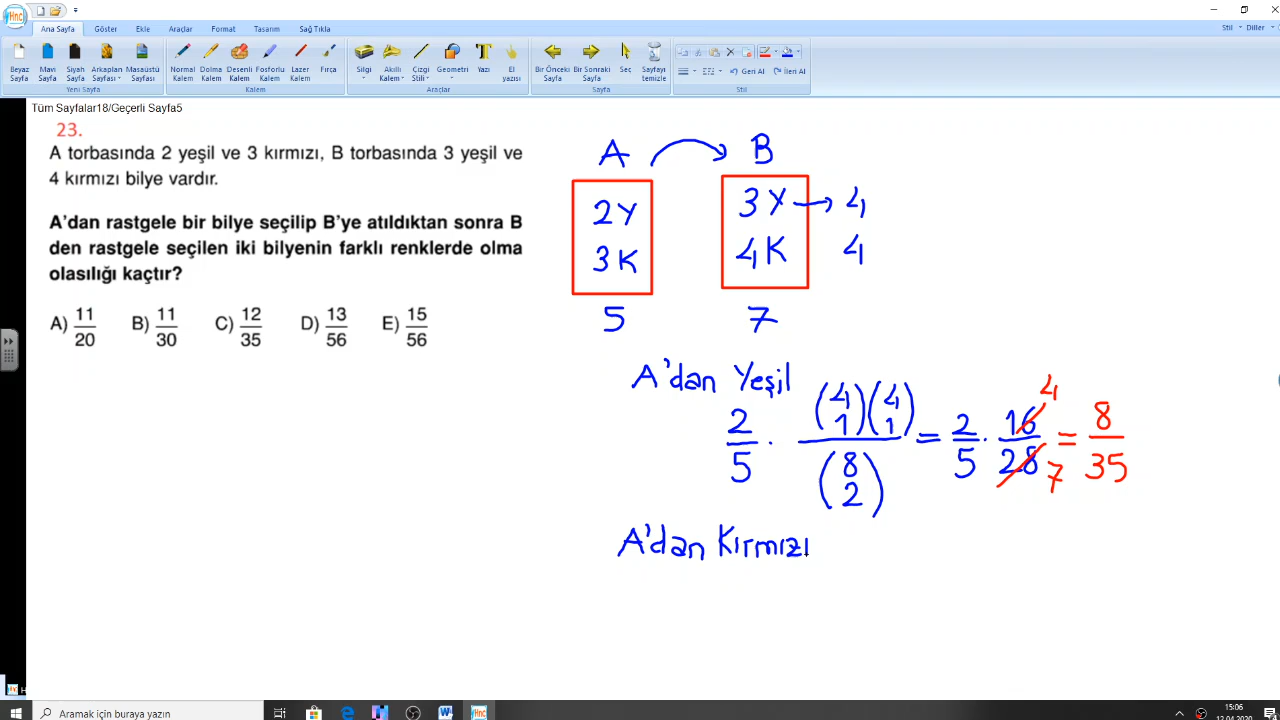 Stil Diller
Ana Sayfa Göster Ekle Araçlar Format Tasarım Sağ Tıkla
Beyaz Sayfa Mavi Sayfa Siyah Sayfa Arkaplan Sayfası Masaüstü Sayfası Normal Kalem Dolma Kalem Desenli Kalem Fosforlu Kalem Lazer Kalem Fırça Silgi Akıllı Kalem Çizgi Stili Geometri Yazı El yazısı Bir Önceki Sayfa Bir Sonraki Sayfa Seç Sayfayı temizle Geri Al İleri Al
Yeni Sayfa Kalem Araçlar Sayfa Stil
Tüm Sayfalar18/Geçerli Sayfa5
23.
A torbasında 2 yeşil ve 3 kırmızı, B torbasında 3 yeşil ve
4 kırmızı bilye vardır.
A'dan rastgele bir bilye seçilip B'ye atıldıktan sonra B
den rastgele seçilen iki bilyenin farklı renklerde olma
olasılığı kaçtır?
A) 11/20 B) 11/30 C) 12/35 D) 13/56 E) 15/56
A B
2Y 3Y → 4
3K 4K 4
5 7
A'dan Yeşil
2/5 . (4 1)(4 1)/(8 2) = 2/5 . 16/28 4/7 = 8/35
A'dan Kırmızı
Aramak için buraya yazın
15:06
12.04.2020